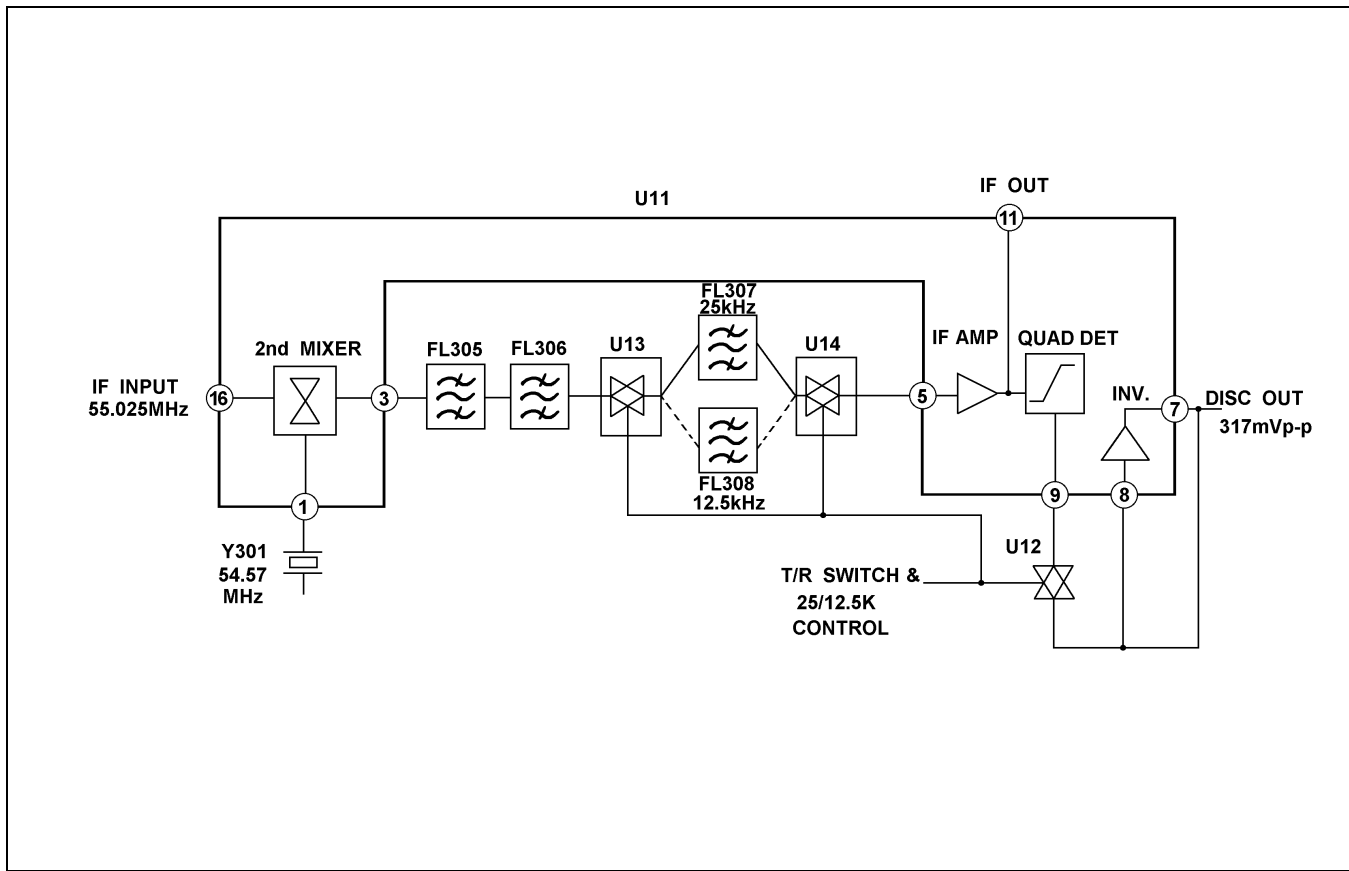 IF OUT
U11
11
FL307
25kHz
2nd MIXER
FL305
FL306
U13
U14
IF AMP
QUAD DET
IF INPUT
55.025MHz
16
3
5
INV.
7
DISC OUT
317mVp-p
FL308
12.5kHz
1
9
8
Y301
54.57
MHz
U12
T/R SWITCH &
25/12.5K
CONTROL